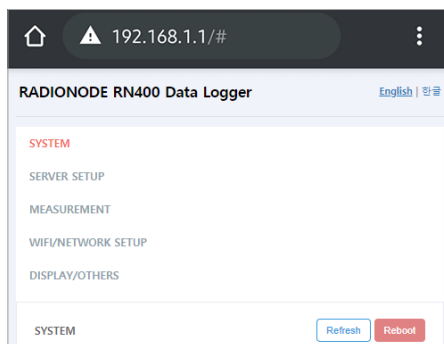 192.168.1.1/#
RADIONODE RN400 Data Logger
English | 한글
SYSTEM
SERVER SETUP
MEASUREMENT
WIFI/NETWORK SETUP
DISPLAY/OTHERS
SYSTEM
Refresh
Reboot